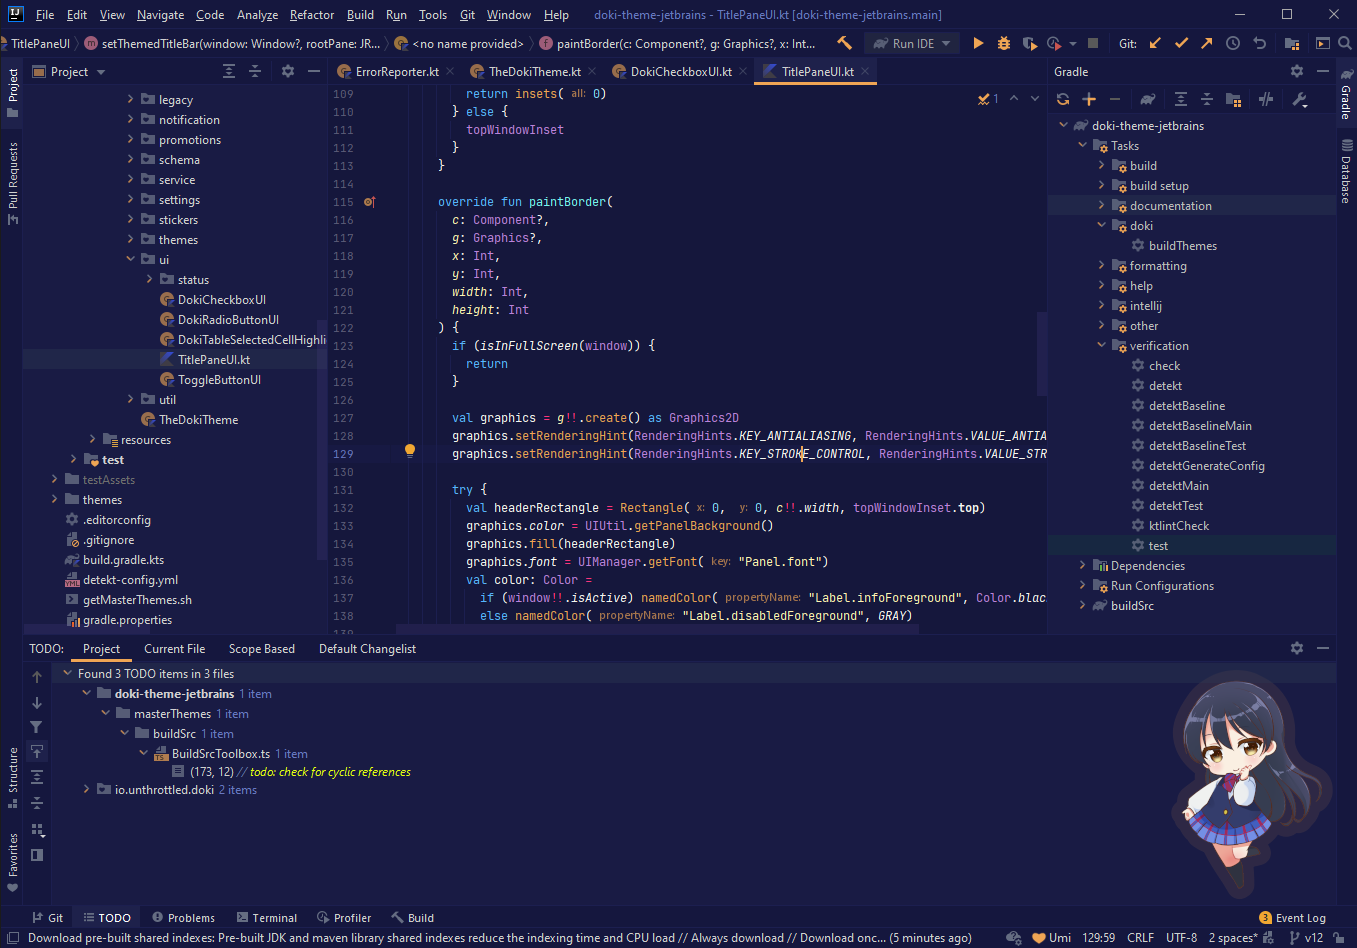 IJ File Edit View Navigate Code Analyze Refactor Build Run Tools Git Window Help doki-theme-jetbrains - TitlePaneUI.kt [doki-theme-jetbrains.main]
TitlePaneUI setThemedTitleBar(window: Window?, rootPane: JR... <no name provided> paintBorder(c: Component?, g: Graphics?, x: Int... Run IDE Git:
Project
Pull Requests
Project
legacy
notification
promotions
schema
service
settings
stickers
themes
ui
status
DokiCheckboxUI
DokiRadioButtonUI
DokiTableSelectedCellHighli
TitlePaneUI.kt
ToggleButtonUI
util
TheDokiTheme
resources
test
testAssets
themes
.editorconfig
.gitignore
build.gradle.kts
detekt-config.yml
getMasterThemes.sh
gradle.properties
ErrorReporter.kt TheDokiTheme.kt DokiCheckboxUI.kt TitlePaneUI.kt
1
109 return insets( all: 0)
110 } else {
111 topWindowInset
112 }
113 }
114
115 override fun paintBorder(
116 c: Component?,
117 g: Graphics?,
118 x: Int,
119 y: Int,
120 width: Int,
121 height: Int
122 ) {
123 if (isInFullScreen(window)) {
124 return
125 }
126
127 val graphics = g!!.create() as Graphics2D
128 graphics.setRenderingHint(RenderingHints.KEY_ANTIALIASING, RenderingHints.VALUE_ANTIA
129 graphics.setRenderingHint(RenderingHints.KEY_STROKE_CONTROL, RenderingHints.VALUE_STR
130
131 try {
132 val headerRectangle = Rectangle( x: 0, y: 0, c!!.width, topWindowInset.top)
133 graphics.color = UIUtil.getPanelBackground()
134 graphics.fill(headerRectangle)
135 graphics.font = UIManager.getFont( key: "Panel.font")
136 val color: Color =
137 if (window!!.isActive) namedColor( propertyName: "Label.infoForeground", Color.blac
138 else namedColor( propertyName: "Label.disabledForeground", GRAY)
139
Gradle
doki-theme-jetbrains
Tasks
build
build setup
documentation
doki
buildThemes
formatting
help
intellij
other
verification
check
detekt
detektBaseline
detektBaselineMain
detektBaselineTest
detektGenerateConfig
detektMain
detektTest
ktlintCheck
test
Dependencies
Run Configurations
buildSrc
Gradle
Database
TODO: Project Current File Scope Based Default Changelist
Found 3 TODO items in 3 files
doki-theme-jetbrains 1 item
masterThemes 1 item
buildSrc 1 item
BuildSrcToolbox.ts 1 item
(173, 12) // todo: check for cyclic references
io.unthrottled.doki 2 items
Structure
Favorites
Git TODO Problems Terminal Profiler Build 3 Event Log
Download pre-built shared indexes: Pre-built JDK and maven library shared indexes reduce the indexing time and CPU load // Always download // Download onc... (5 minutes ago) Umi 129:59 CRLF UTF-8 2 spaces* v12